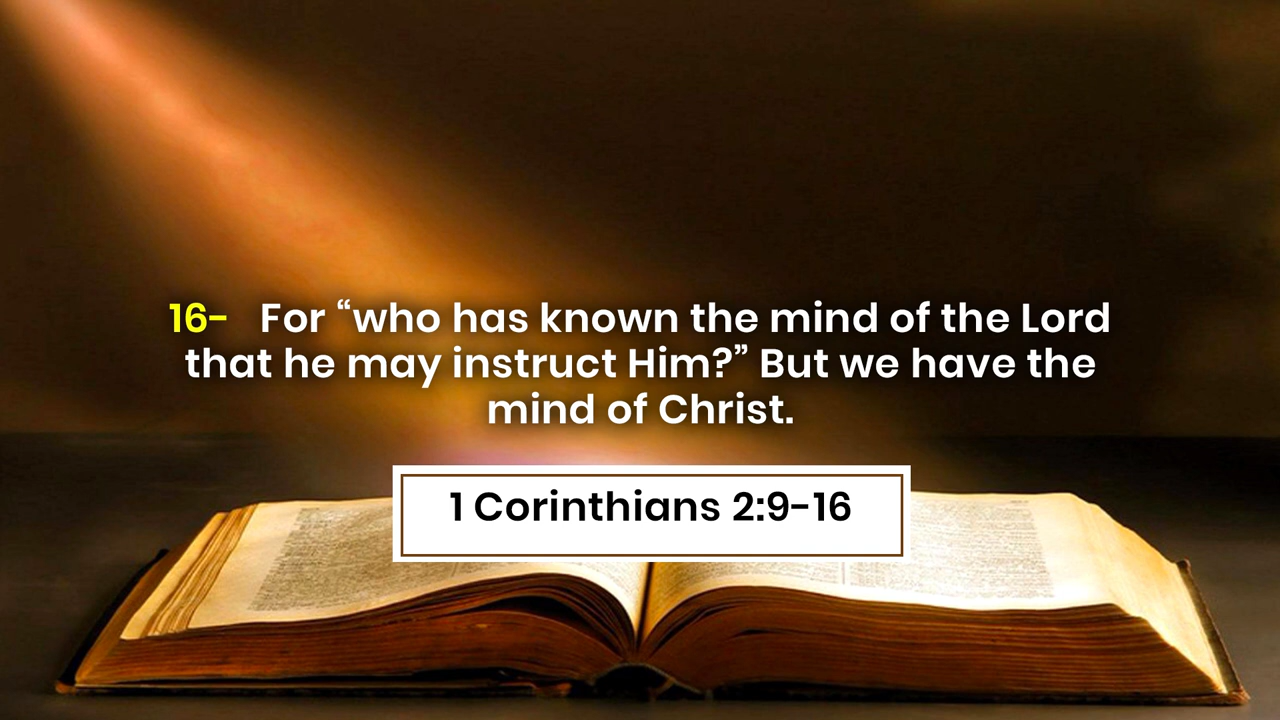 16- For “who has known the mind of the Lord
that he may instruct Him?” But we have the
mind of Christ.
1 Corinthians 2:9-16